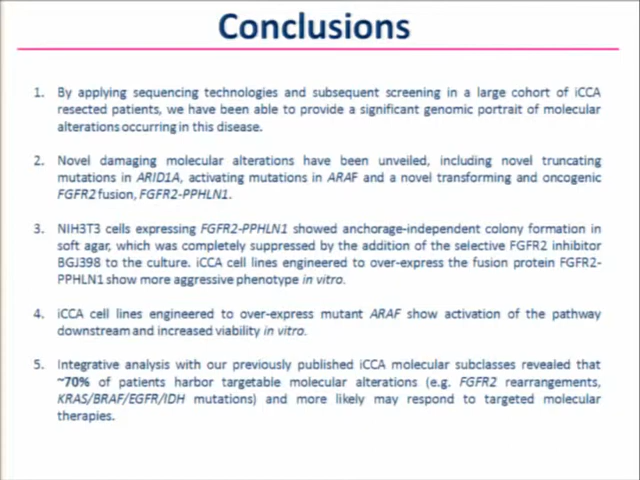 Conclusions
1. By applying sequencing technologies and subsequent screening in a large cohort of iCCA
resected patients, we have been able to provide a significant genomic portrait of molecular
alterations occurring in this disease.
2. Novel damaging molecular alterations have been unveiled, including novel truncating
mutations in ARID1A, activating mutations in ARAF and a novel transforming and oncogenic
FGFR2 fusion, FGFR2-PPHLN1.
3. NIH3T3 cells expressing FGFR2-PPHLN1 showed anchorage-independent colony formation in
soft agar, which was completely suppressed by the addition of the selective FGFR2 inhibitor
BGJ398 to the culture. iCCA cell lines engineered to over-express the fusion protein FGFR2-
PPHLN1 show more aggressive phenotype in vitro.
4. iCCA cell lines engineered to over-express mutant ARAF show activation of the pathway
downstream and increased viability in vitro.
5. Integrative analysis with our previously published iCCA molecular subclasses revealed that
~70% of patients harbor targetable molecular alterations (e.g. FGFR2 rearrangements,
KRAS/BRAF/EGFR/IDH mutations) and more likely may respond to targeted molecular
therapies.